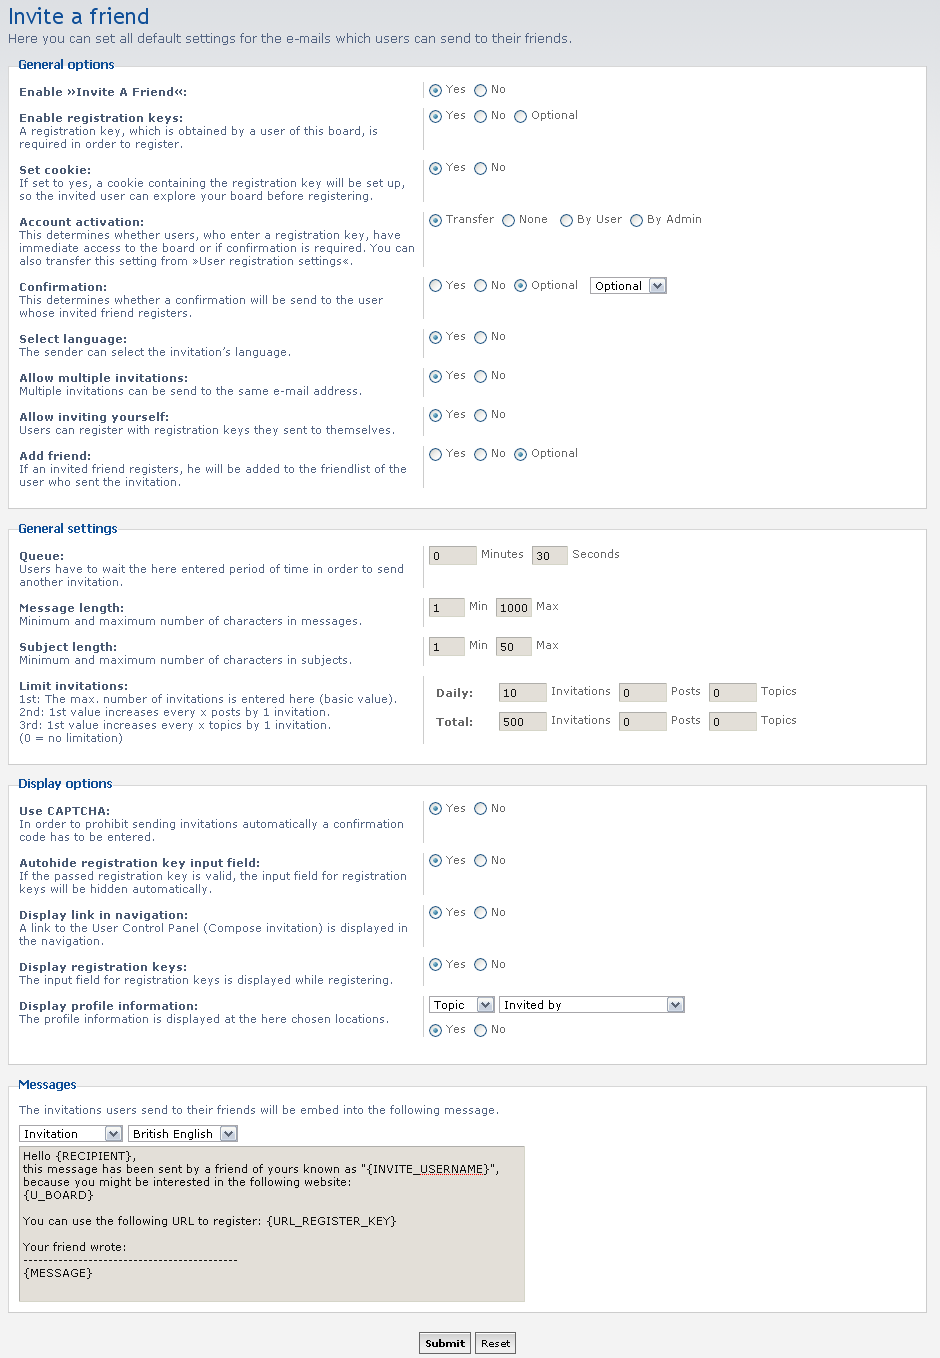 Invite a friend
Here you can set all default settings for the e-mails which users can send to their friends.
General options
Enable »Invite A Friend«:
Yes No
Enable registration keys:
A registration key, which is obtained by a user of this board, is
required in order to register.
Yes No Optional
Set cookie:
If set to yes, a cookie containing the registration key will be set up,
so the invited user can explore your board before registering.
Yes No
Account activation:
This determines whether users, who enter a registration key, have
immediate access to the board or if confirmation is required. You can
also transfer this setting from »User registration settings«.
Transfer None By User By Admin
Confirmation:
This determines whether a confirmation will be send to the user
whose invited friend registers.
Yes No Optional Optional
Select language:
The sender can select the invitation's language.
Yes No
Allow multiple invitations:
Multiple invitations can be send to the same e-mail address.
Yes No
Allow inviting yourself:
Users can register with registration keys they sent to themselves.
Yes No
Add friend:
If an invited friend registers, he will be added to the friendlist of the
user who sent the invitation.
Yes No Optional
General settings
Queue:
Users have to wait the here entered period of time in order to send
another invitation.
0 Minutes 30 Seconds
Message length:
Minimum and maximum number of characters in messages.
1 Min 1000 Max
Subject length:
Minimum and maximum number of characters in subjects.
1 Min 50 Max
Limit invitations:
1st: The max. number of invitations is entered here (basic value).
2nd: 1st value increases every x posts by 1 invitation.
3rd: 1st value increases every x topics by 1 invitation.
(0 = no limitation)
Daily: 10 Invitations 0 Posts 0 Topics
Total: 500 Invitations 0 Posts 0 Topics
Display options
Use CAPTCHA:
In order to prohibit sending invitations automatically a confirmation
code has to be entered.
Yes No
Autohide registration key input field:
If the passed registration key is valid, the input field for registration
keys will be hidden automatically.
Yes No
Display link in navigation:
A link to the User Control Panel (Compose invitation) is displayed in
the navigation.
Yes No
Display registration keys:
The input field for registration keys is displayed while registering.
Yes No
Display profile information:
The profile information is displayed at the here chosen locations.
Topic Invited by
Yes No
Messages
The invitations users send to their friends will be embed into the following message.
Invitation British English
Hello {RECIPIENT},
this message has been sent by a friend of yours known as "{INVITE_USERNAME}",
because you might be interested in the following website:
{U_BOARD}
You can use the following URL to register: {URL_REGISTER_KEY}
Your friend wrote:
-------------------------------------------
{MESSAGE}
Submit Reset